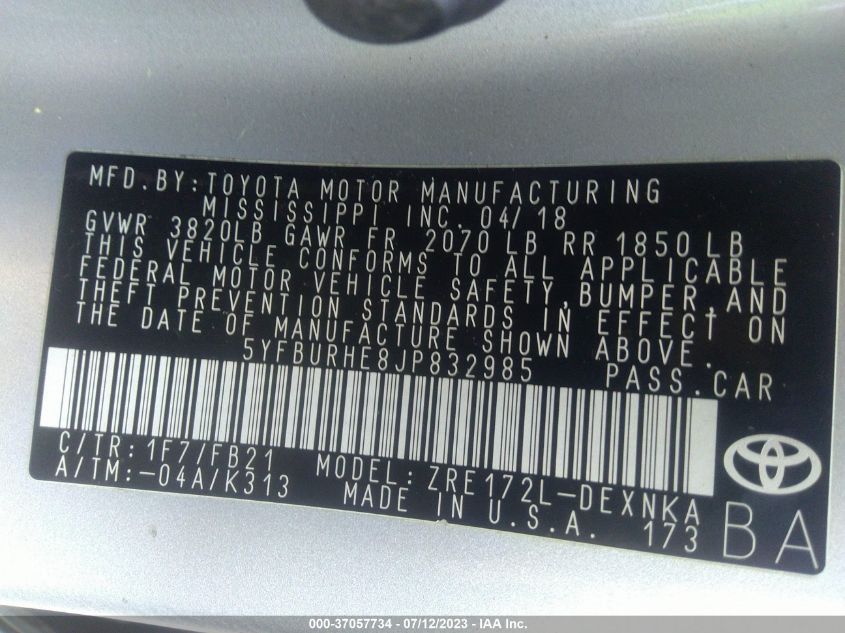 MFD.BY:TOYOTA MOTOR MANUFACTURING
MISSISSIPPI INC. 04/18
GVWR 3820LB GAWR FR 2070 LB RR 1850 LB
THIS VEHICLE CONFORMS TO ALL APPLICABLE
FEDERAL MOTOR VEHICLE SAFETY,BUMPER,AND
THEFT PREVENTION STANDARDS IN EFFECT ON
THE DATE OF MANUFACTURE SHOWN ABOVE.
5YFBURHE8JP832985 PASS.CAR
C/TR:1F7/FB21 MODEL:ZRE172L-DEXNKA
A/TM:-04A/K313 MADE IN U.S.A. 173
BA
000-37057734 - 07/12/2023 - IAA Inc.